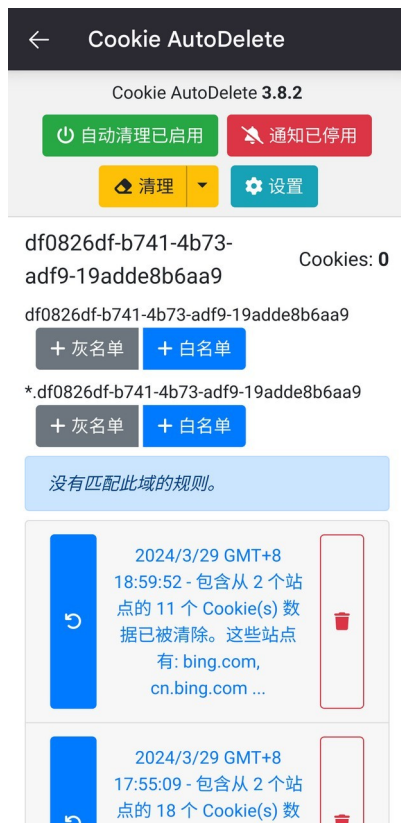 Cookie AutoDelete
Cookie AutoDelete 3.8.2
自动清理已启用 通知已停用
清理 设置
df0826df-b741-4b73-
adf9-19adde8b6aa9
Cookies: 0
df0826df-b741-4b73-adf9-19adde8b6aa9
+ 灰名单 + 白名单
*.df0826df-b741-4b73-adf9-19adde8b6aa9
+ 灰名单 + 白名单
没有匹配此域的规则。
2024/3/29 GMT+8
18:59:52 - 包含从 2 个站
点的 11 个 Cookie(s) 数
据已被清除。这些站点
有: bing.com,
cn.bing.com ...
2024/3/29 GMT+8
17:55:09 - 包含从 2 个站
点的 18 个 Cookie(s) 数